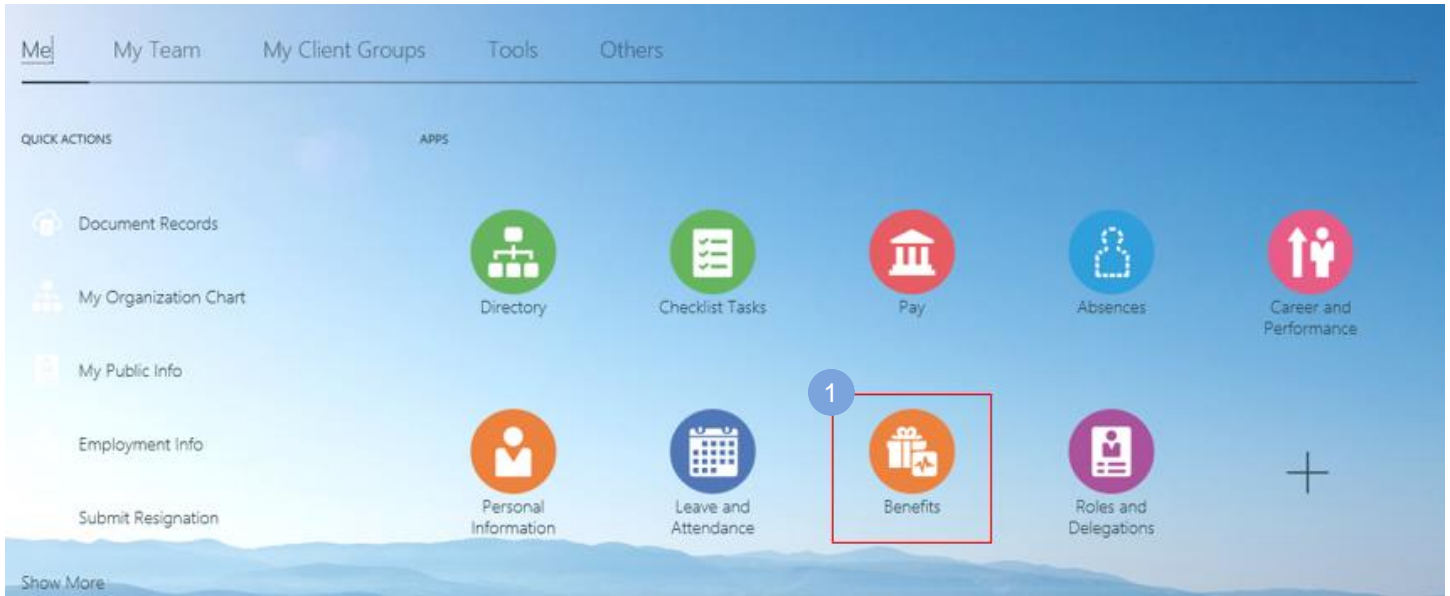 Me My Team My Client Groups Tools Others
QUICK ACTIONS
APPS
Document Records
My Organization Chart
My Public Info
Employment Info
Submit Resignation
Show More
Directory
Checklist Tasks
Pay
Absences
Career and
Performance
Personal
Information
Leave and
Attendance
1
Benefits
Roles and
Delegations